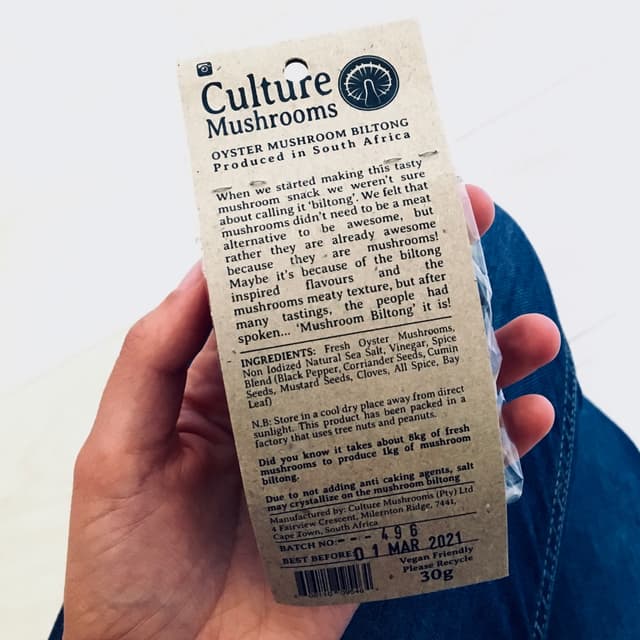 Culture
Mushrooms
OYSTER MUSHROOM BILTONG
Produced in South Africa
When we started making this tasty
mushroom snack we weren't sure
about calling it 'biltong'. We felt that
mushrooms didn't need to be a meat
alternative to be awesome, but
rather they are already awesome
because they are mushrooms!
Maybe it's because of the biltong
inspired flavours and the
mushrooms meaty texture, but after
many tastings, the people had
spoken... 'Mushroom Biltong' it is!
INGREDIENTS: Fresh Oyster Mushrooms,
Non Iodized Natural Sea Salt, Vinegar, Spice
Blend (Black Pepper, Corriander Seeds, Cumin
Seeds, Mustard Seeds, Cloves, All Spice, Bay
Leaf)
N.B: Store in a cool dry place away from direct
sunlight. This product has been packed in a
factory that uses tree nuts and peanuts.
Did you know it takes about 8kg of fresh
mushrooms to produce 1kg of mushroom
biltong.
Due to not adding anti caking agents, salt
may crystallize on the mushroom biltong
Manufactured by: Culture Mushrooms (Pty) Ltd
4 Fairview Crescent, Milernton Ridge, 7441,
Cape Town, South Africa
BATCH NO:--- 496
BEST BEFORE 01 MAR 2021
Vegan Friendly
Please Recycle
30g